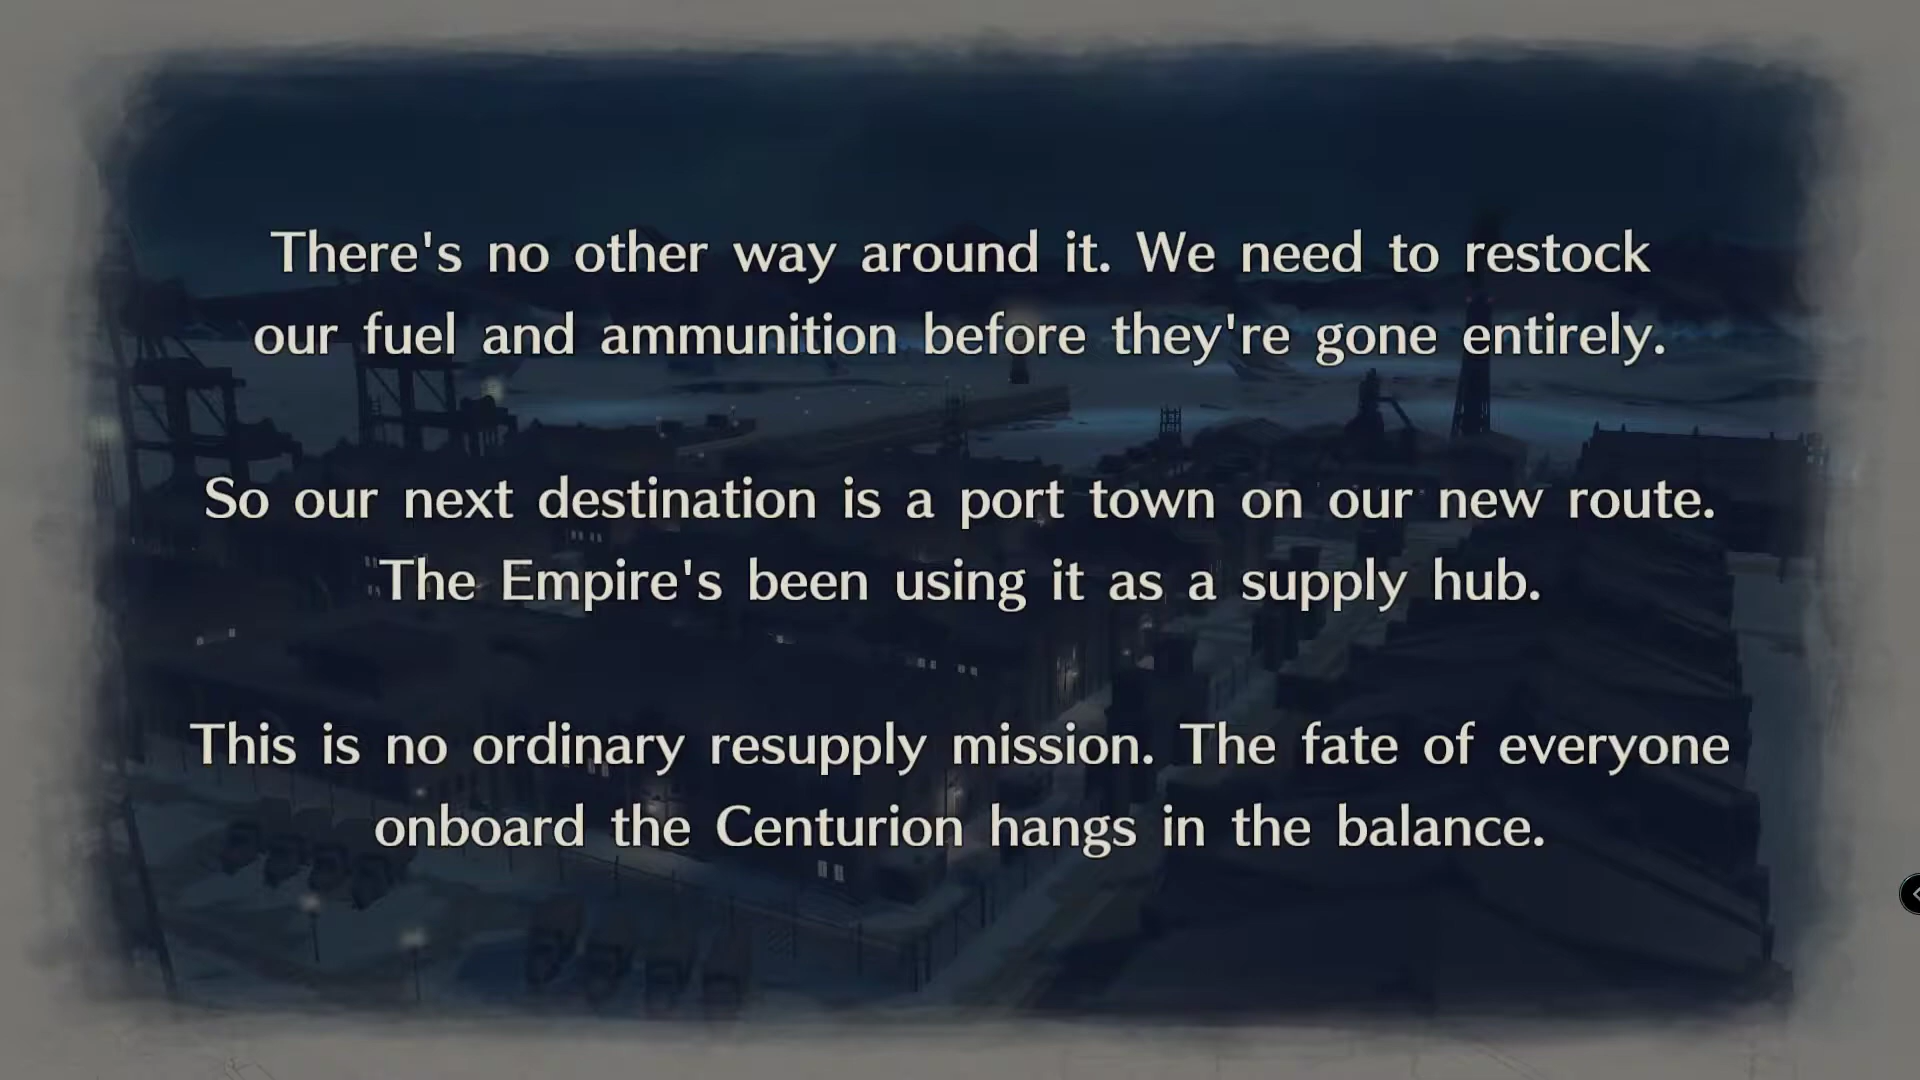 There's no other way around it. We need to restock
our fuel and ammunition before they're gone entirely.
So our next destination is a port town on our new route.
The Empire's been using it as a supply hub.
This is no ordinary resupply mission. The fate of everyone
onboard the Centurion hangs in the balance.